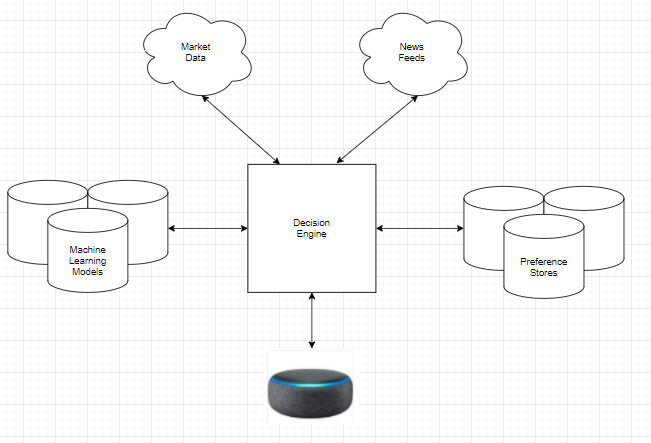 Market
Data
News
Feeds
Decision
Engine
Machine
Learning
Models
Preference
Stores